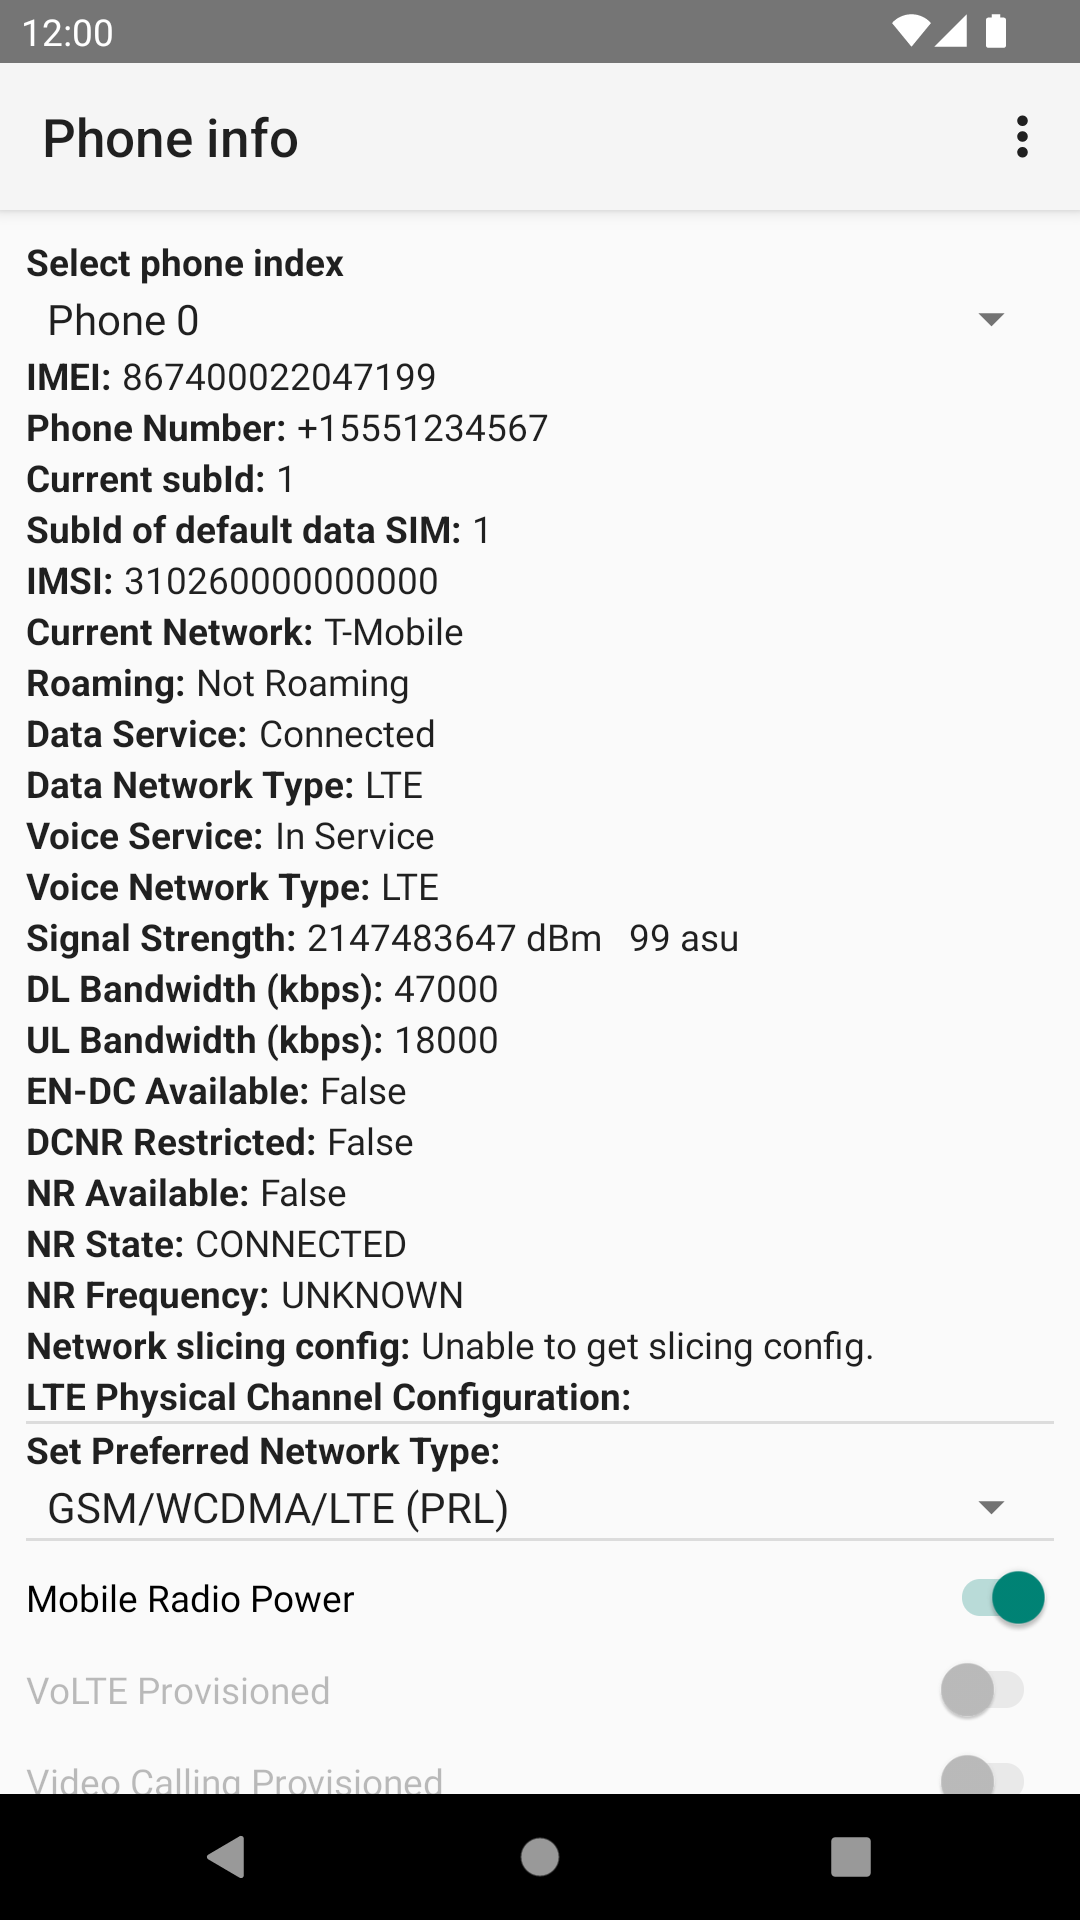 12:00
Phone info
Select phone index
Phone 0
IMEI: 867400022047199
Phone Number: +15551234567
Current subId: 1
SubId of default data SIM: 1
IMSI: 310260000000000
Current Network: T-Mobile
Roaming: Not Roaming
Data Service: Connected
Data Network Type: LTE
Voice Service: In Service
Voice Network Type: LTE
Signal Strength: 2147483647 dBm   99 asu
DL Bandwidth (kbps): 47000
UL Bandwidth (kbps): 18000
EN-DC Available: False
DCNR Restricted: False
NR Available: False
NR State: CONNECTED
NR Frequency: UNKNOWN
Network slicing config: Unable to get slicing config.
LTE Physical Channel Configuration:
Set Preferred Network Type:
GSM/WCDMA/LTE (PRL)
Mobile Radio Power
VoLTE Provisioned
Video Calling Provisioned